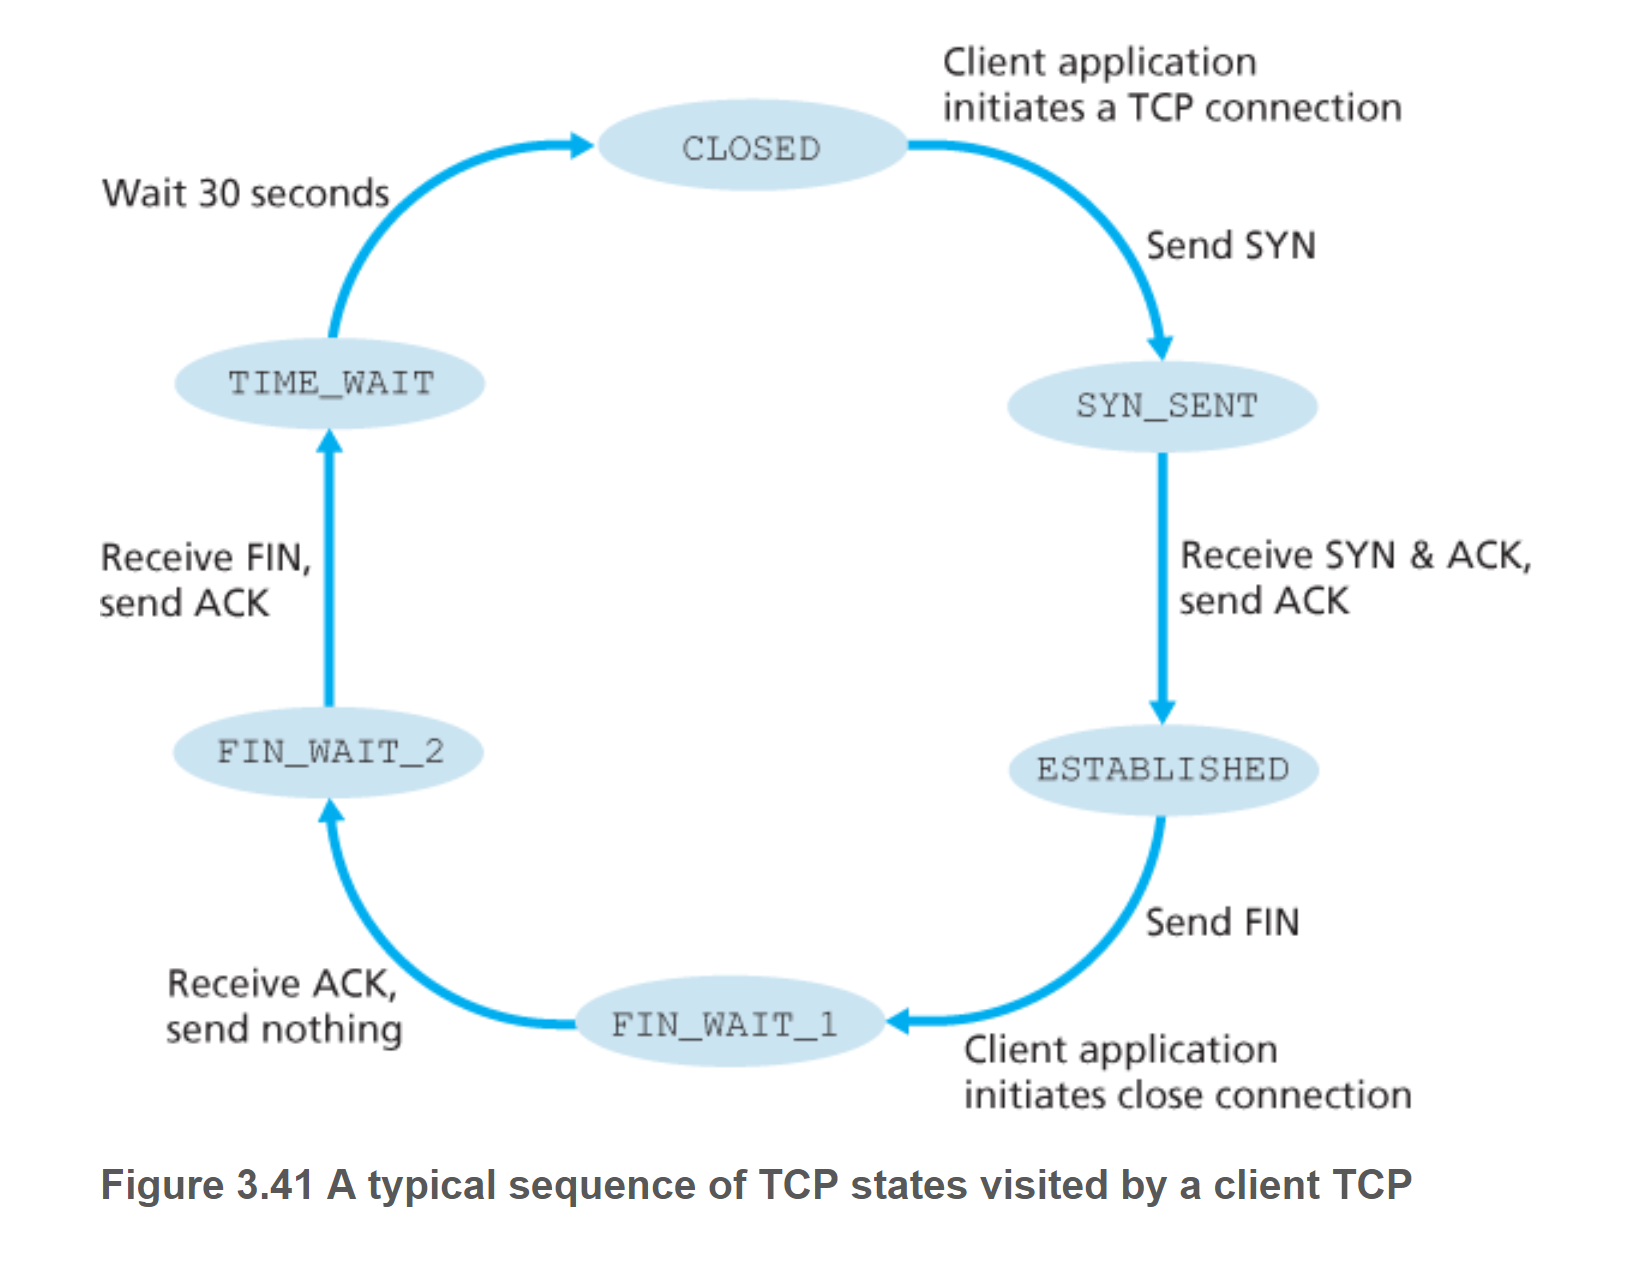 Client application
initiates a TCP connection
CLOSED
Wait 30 seconds
Send SYN
TIME_WAIT
SYN_SENT
Receive FIN,
send ACK
Receive SYN & ACK,
send ACK
FIN_WAIT_2
ESTABLISHED
Send FIN
Receive ACK,
send nothing
FIN_WAIT_1
Client application
initiates close connection
Figure 3.41 A typical sequence of TCP states visited by a client TCP